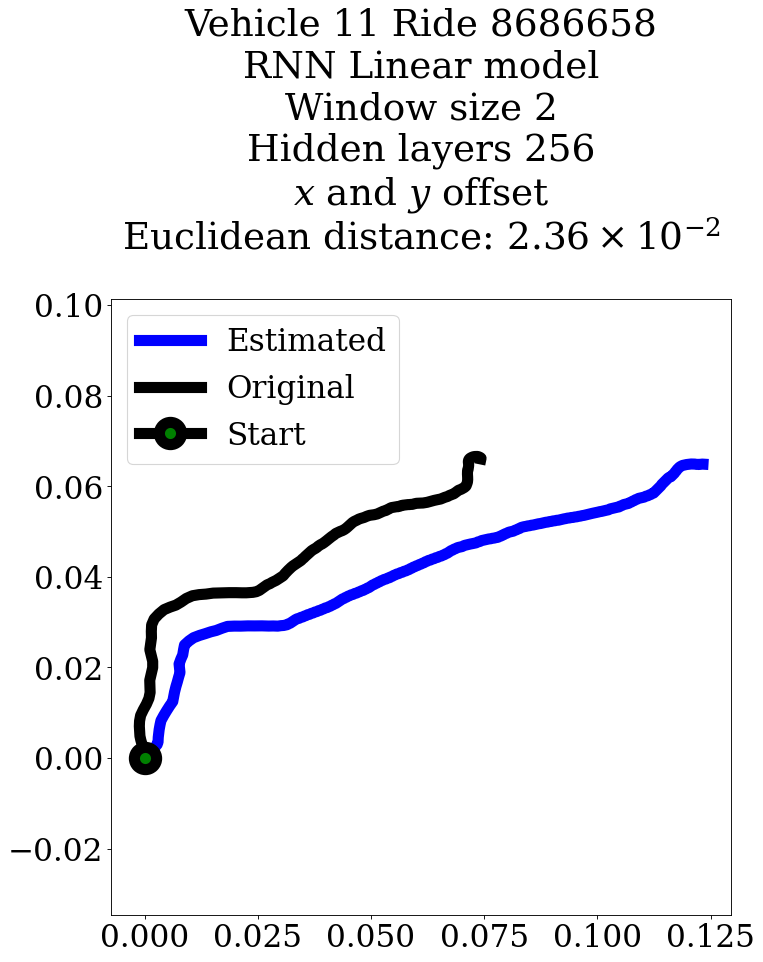 Vehicle 11 Ride 8686658
RNN Linear model
Window size 2
Hidden layers 256
x and y offset
Euclidean distance: 2.36 × 10⁻²
0.10
0.08
0.06
0.04
0.02
0.00
−0.02
Estimated
Original
Start
0.000 0.025 0.050 0.075 0.100 0.125